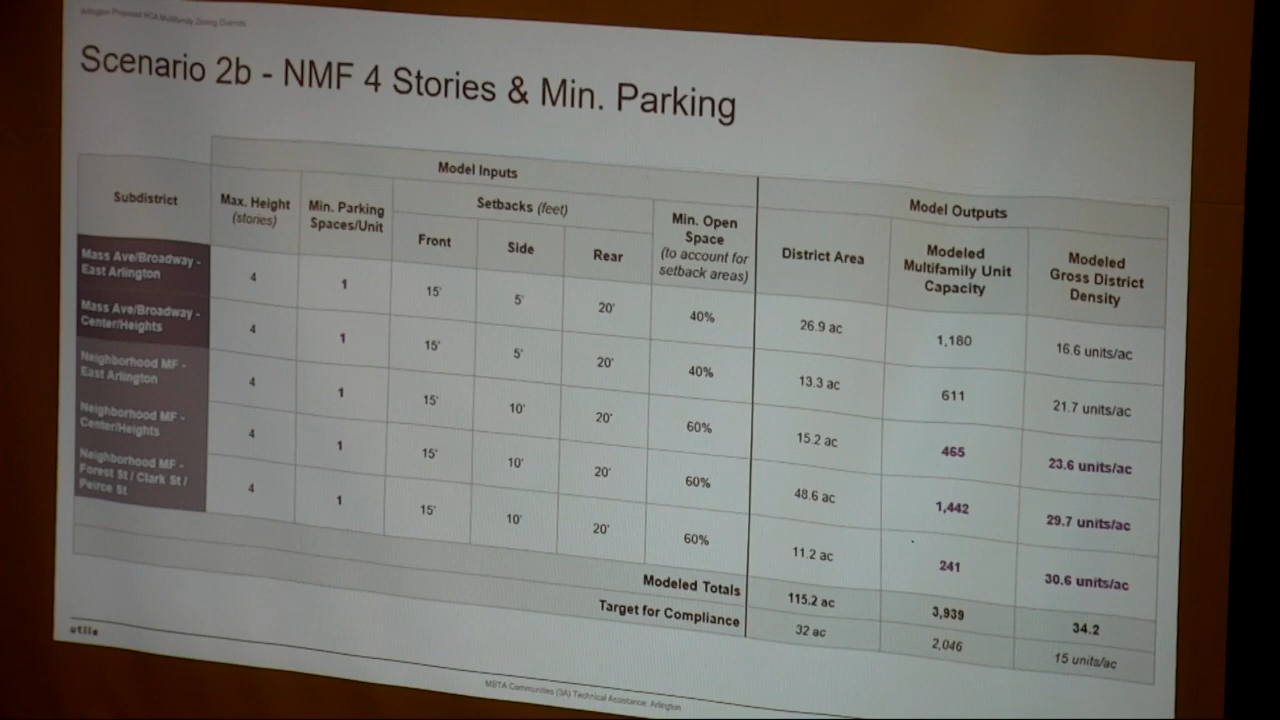 Arlington Proposed HCA Multifamily Zoning Districts
Scenario 2b - NMF 4 Stories & Min. Parking
Model Inputs
Model Outputs
Subdistrict
Max. Height
(stories)
Min. Parking
Spaces/Unit
Setbacks (feet)
Front
Side
Rear
Min. Open
Space
(to account for
setback areas)
District Area
Modeled
Multifamily Unit
Capacity
Modeled
Gross District
Density
Mass Ave/Broadway -
East Arlington
4 1 15' 5' 20' 40% 26.9 ac 1,180 16.6 units/ac
Mass Ave/Broadway -
Center/Heights
4 1 15' 5' 20' 40% 13.3 ac 611 21.7 units/ac
Neighborhood MF -
East Arlington
4 1 15' 10' 20' 60% 15.2 ac 465 23.6 units/ac
Neighborhood MF -
Center/Heights
4 1 15' 10' 20' 60% 48.6 ac 1,442 29.7 units/ac
Neighborhood MF -
Forest St / Clark St /
Peirce St
4 1 15' 10' 20' 60% 11.2 ac 241 30.6 units/ac
Modeled Totals 115.2 ac 3,939 34.2
Target for Compliance 32 ac 2,046 15 units/ac
utile
MBTA Communities (3A) Technical Assistance: Arlington